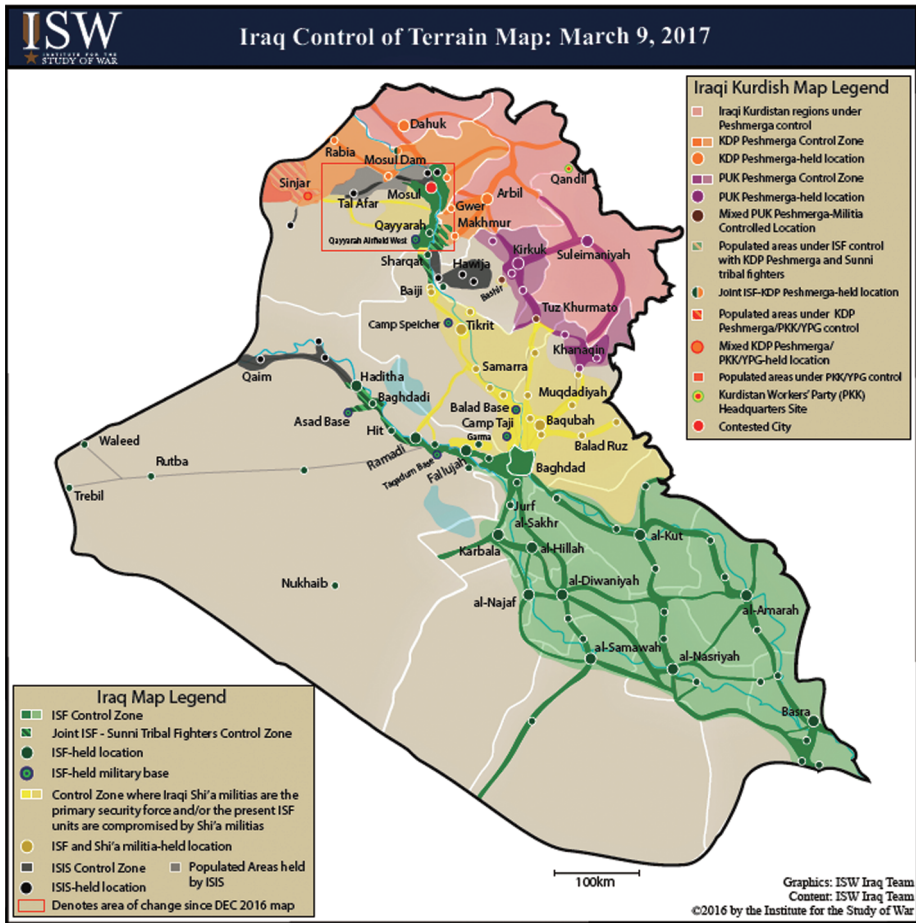 ISW
INSTITUTE FOR THE
STUDY OF WAR
Iraq Control of Terrain Map: March 9, 2017
Iraqi Kurdish Map Legend
Iraqi Kurdistan regions under
Peshmerga control
KDP Peshmerga Control Zone
KDP Peshmerga-held location
PUK Peshmerga Control Zone
PUK Peshmerga-held location
Mixed PUK Peshmerga-Militia
Controlled Location
Populated areas under ISF control
with KDP Peshmerga and Sunni
tribal fighters
Joint ISF-KDP Peshmerga-held location
Populated areas under KDP
Peshmerga/PKK/YPG control
Mixed KDP Peshmerga/
PKK/YPG-held location
Populated areas under PKK/YPG control
Kurdistan Workers' Party (PKK)
Headquarters Site
Contested City
Dahuk
Rabia
Mosul Dam
Qandil
Sinjar
Mosul
Arbil
Tal Afar
Gwer
Makhmur
Qayyarah
Qayyarah Airfield West
Kirkuk
Suleimaniyah
Sharqat
Hawija
Bashir
Baiji
Tuz Khurmato
Camp Speicher
Tikrit
Khanaqin
Qaim
Samarra
Haditha
Muqdadiyah
Baghdadi
Balad Base
Asad Base
Camp Taji
Baqubah
Hit
Garma
Balad Ruz
Waleed
Ramadi
Rutba
Taqadum Base
Fallujah
Baghdad
Trebil
Jurf
al-Sakhr
al-Kut
Karbala
al-Hillah
Nukhaib
al-Diwaniyah
al-Najaf
al-Amarah
al-Samawah
al-Nasriyah
Basra
Iraq Map Legend
ISF Control Zone
Joint ISF - Sunni Tribal Fighters Control Zone
ISF-held location
ISF-held military base
Control Zone where Iraqi Shi'a militias are the
primary security force and/or the present ISF
units are compromised by Shi'a militias
ISF and Shi'a militia-held location
ISIS Control Zone
Populated Areas held
by ISIS
ISIS-held location
Denotes area of change since DEC 2016 map
100km
Graphics: ISW Iraq Team
Content: ISW Iraq Team
©2016 by the Institute for the Study of War